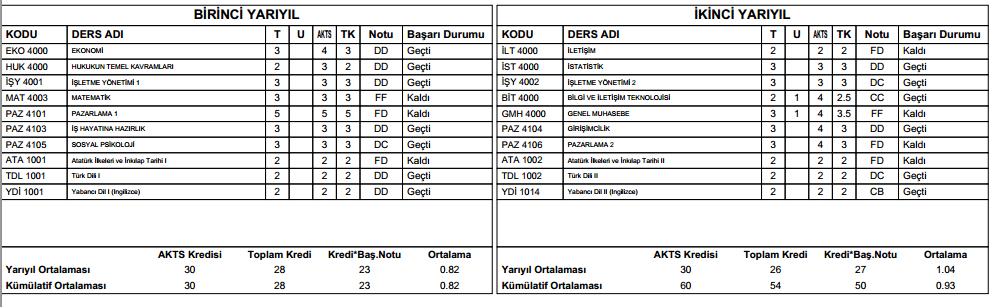 BİRİNCİ YARIYIL
KODU DERS ADI T U AKTS TK Notu Başarı Durumu
EKO 4000 EKONOMİ 3 4 3 DD Geçti
HUK 4000 HUKUKUN TEMEL KAVRAMLARI 2 3 2 DD Geçti
İŞY 4001 İŞLETME YÖNETİMİ 1 3 3 3 DD Geçti
MAT 4003 MATEMATİK 3 3 3 FF Kaldı
PAZ 4101 PAZARLAMA 1 5 5 5 FD Kaldı
PAZ 4103 İŞ HAYATINA HAZIRLIK 3 3 3 DD Geçti
PAZ 4105 SOSYAL PSİKOLOJİ 3 3 3 DC Geçti
ATA 1001 Atatürk İlkeleri ve İnkılap Tarihi I 2 2 2 FD Kaldı
TDL 1001 Türk Dili I 2 2 2 DD Geçti
YDİ 1001 Yabancı Dil I (İngilizce) 2 2 2 DD Geçti
AKTS Kredisi Toplam Kredi Kredi*Baş.Notu Ortalama
Yarıyıl Ortalaması 30 28 23 0.82
Kümülatif Ortalaması 30 28 23 0.82
İKİNCİ YARIYIL
KODU DERS ADI T U AKTS TK Notu Başarı Durumu
İLT 4000 İLETİŞİM 2 2 2 FD Kaldı
İST 4000 İSTATİSTİK 3 3 3 DD Geçti
İŞY 4002 İŞLETME YÖNETİMİ 2 3 3 3 DC Geçti
BİT 4000 BİLGİ VE İLETİŞİM TEKNOLOJİSİ 2 1 4 2.5 CC Geçti
GMH 4000 GENEL MUHASEBE 3 1 4 3.5 FF Kaldı
PAZ 4104 GİRİŞİMCİLİK 3 4 3 DD Geçti
PAZ 4106 PAZARLAMA 2 3 4 3 FD Kaldı
ATA 1002 Atatürk İlkeleri ve İnkılap Tarihi II 2 2 2 FD Kaldı
TDL 1002 Türk Dili II 2 2 2 DC Geçti
YDİ 1014 Yabancı Dil II (İngilizce) 2 2 2 CB Geçti
AKTS Kredisi Toplam Kredi Kredi*Baş.Notu Ortalama
Yarıyıl Ortalaması 30 26 27 1.04
Kümülatif Ortalaması 60 54 50 0.93